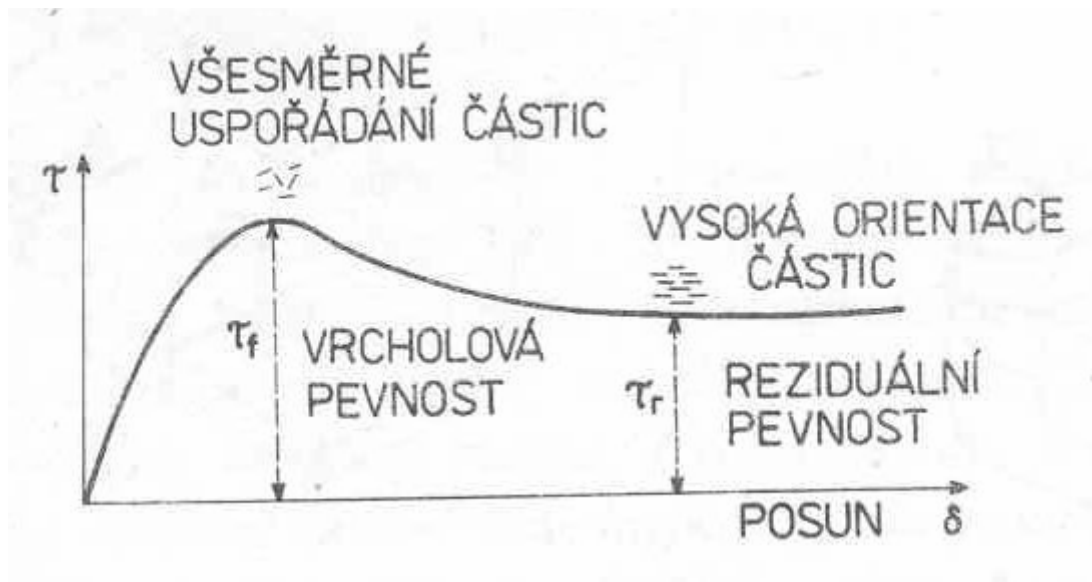 VŠESMĚRNÉ
USPOŘÁDÁNÍ ČÁSTIC
τ
VYSOKÁ ORIENTACE
ČÁSTIC
τf
VRCHOLOVÁ
PEVNOST
τr
REZIDUÁLNÍ
PEVNOST
POSUN δ